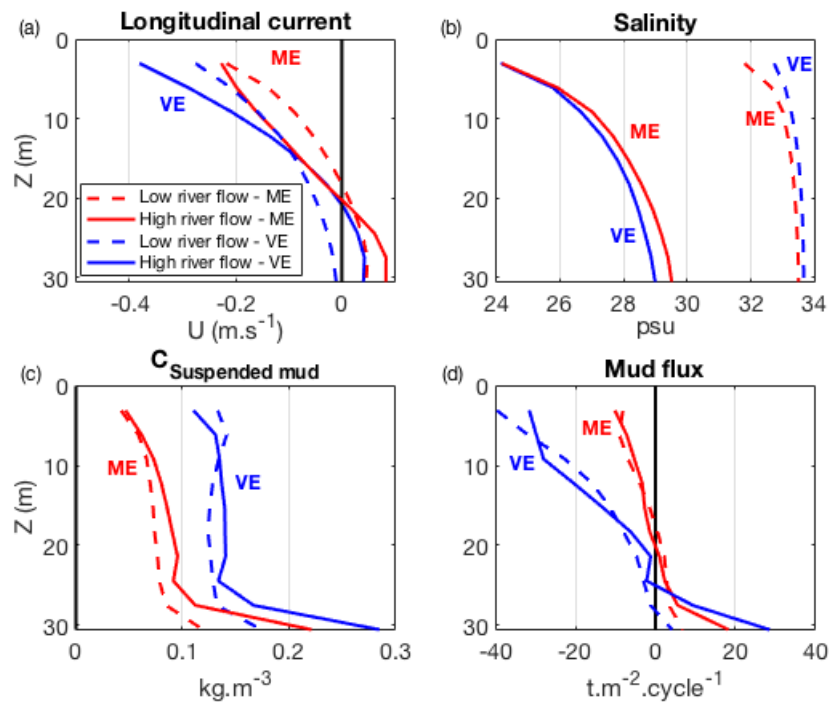 (a)
Longitudinal current
0
10
20
30
Z (m)
ME
VE
Low river flow - ME
High river flow - ME
Low river flow - VE
High river flow - VE
-0.4
-0.2
0
U (m.s⁻¹)
(b)
Salinity
0
10
20
30
VE
ME
ME
VE
24
26
28
30
32
34
psu
(c)
C Suspended mud
0
10
20
30
Z (m)
ME
VE
0
0.1
0.2
0.3
kg.m⁻³
(d)
Mud flux
0
10
20
30
ME
VE
-40
-20
0
20
40
t.m⁻².cycle⁻¹